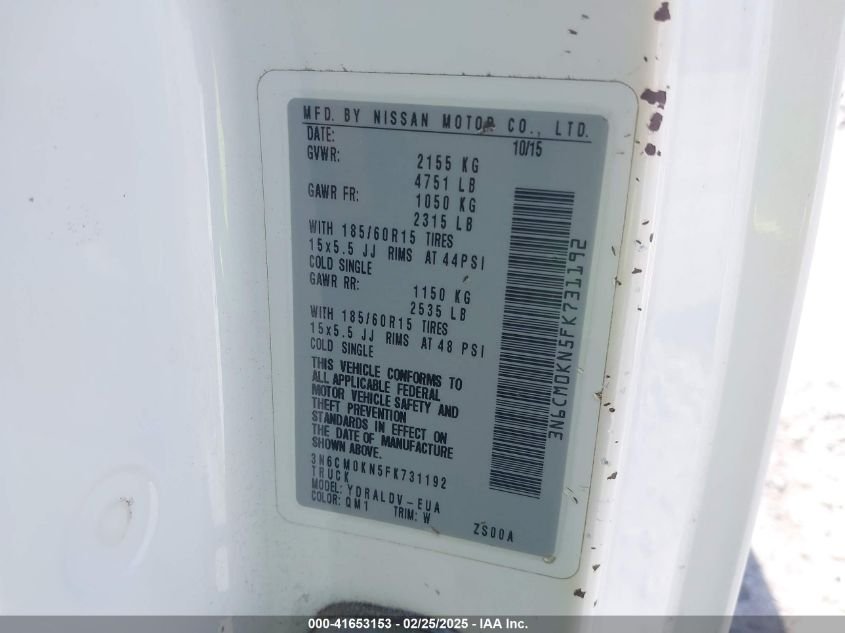 MFD. BY NISSAN MOTOR CO., LTD.
DATE: 10/15
GVWR: 2155 KG
4751 LB
GAWR FR: 1050 KG
2315 LB
WITH 185/60R15 TIRES
15x5.5 JJ RIMS AT 44PSI
COLD SINGLE
GAWR RR: 1150 KG
2535 LB
WITH 185/60R15 TIRES
15x5.5 JJ RIMS AT 48 PSI
COLD SINGLE
THIS VEHICLE CONFORMS TO
ALL APPLICABLE FEDERAL
MOTOR VEHICLE SAFETY AND
THEFT PREVENTION
STANDARDS IN EFFECT ON
THE DATE OF MANUFACTURE
SHOWN ABOVE.
3N6CM0KN5FK731192
TRUCK
MODEL: YDRALDV-EUA
COLOR: QM1 TRIM: W
ZS00A
3N6CM0KN5FK731192
000-41653153 - 02/25/2025 - IAA Inc.